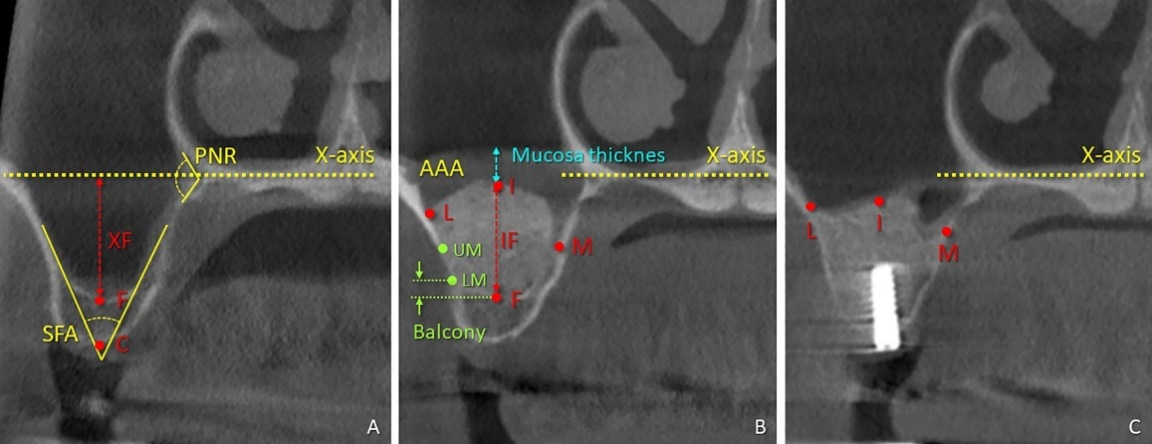 PNR
X-axis
XF
F
SFA
C
A
Mucosa thicknes
X-axis
AAA
I
L
IF
M
UM
LM
F
Balcony
B
X-axis
L
I
M
C